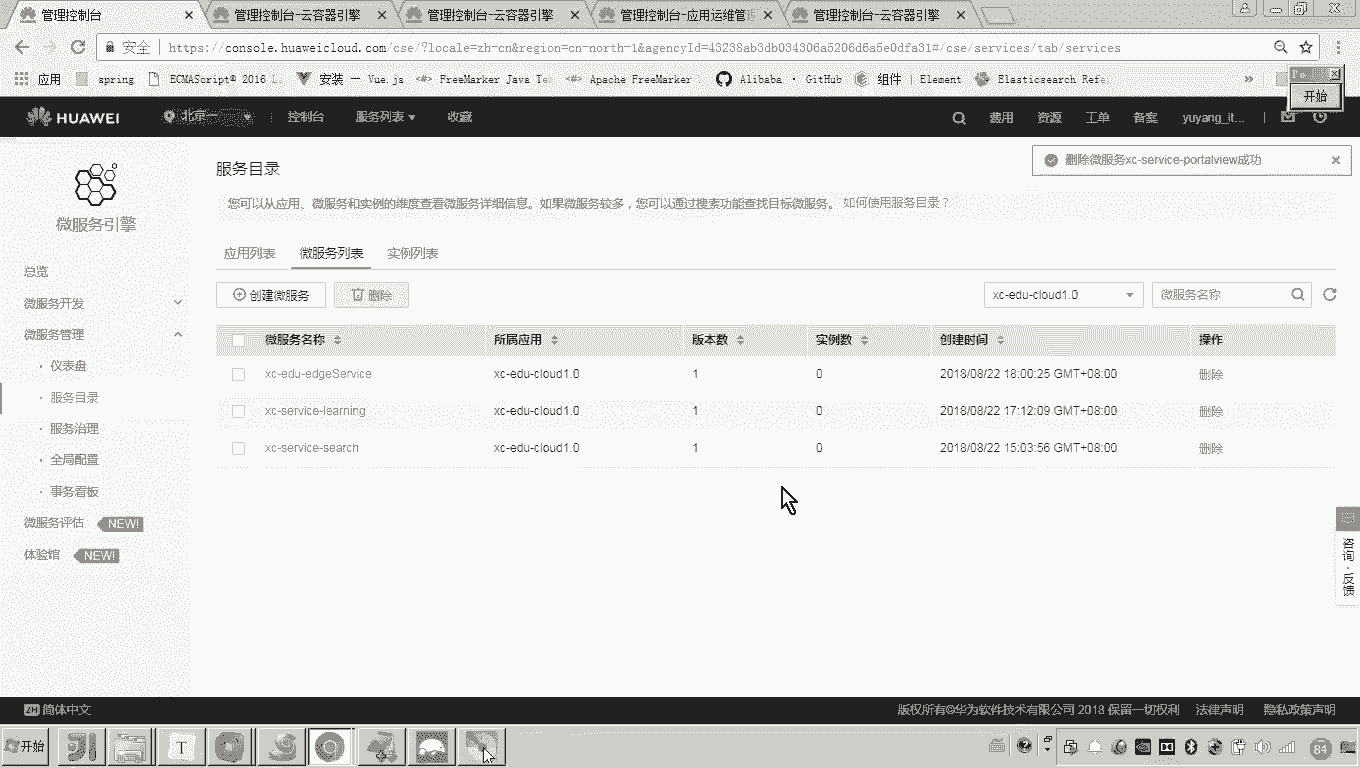 管理控制台 管理控制台-云容器引擎 管理控制台-云容器引擎 管理控制台-应用运维管理 管理控制台-云容器引擎
安全 https://console.huaweicloud.com/cse/?locale=zh-cn&region=cn-north-1&agencyId=43238ab3db034306a5206d6a5e0dfa31#/cse/services/tab/services
应用 spring ECMAScript® 2016 L 安装 — Vue.js FreeMarker Java Te Apache FreeMarker Alibaba · GitHub 组件 | Element Elasticsearch Refe »
开始
HUAWEI 北京一 控制台 服务列表 收藏 费用 资源 工单 备案 yuyang_it...
微服务引擎
总览
微服务开发
微服务管理
· 仪表盘
· 服务目录
· 服务治理
· 全局配置
· 事务看板
微服务评估 NEW!
体验馆 NEW!
服务目录
删除微服务xc-service-portalview成功
您可以从应用、微服务和实例的维度查看微服务详细信息。如果微服务较多，您可以通过搜索功能查找目标微服务。 如何使用服务目录？
应用列表 微服务列表 实例列表
创建微服务 删除 xc-edu-cloud1.0 微服务名称
微服务名称 所属应用 版本数 实例数 创建时间 操作
xc-edu-edgeService xc-edu-cloud1.0 1 0 2018/08/22 18:00:25 GMT+08:00 删除
xc-service-learning xc-edu-cloud1.0 1 0 2018/08/22 17:12:09 GMT+08:00 删除
xc-service-search xc-edu-cloud1.0 1 0 2018/08/22 15:03:56 GMT+08:00 删除
咨询·反馈
ZH 简体中文 版权所有©华为软件技术有限公司 2018 保留一切权利 法律声明 隐私政策声明
开始 T 84